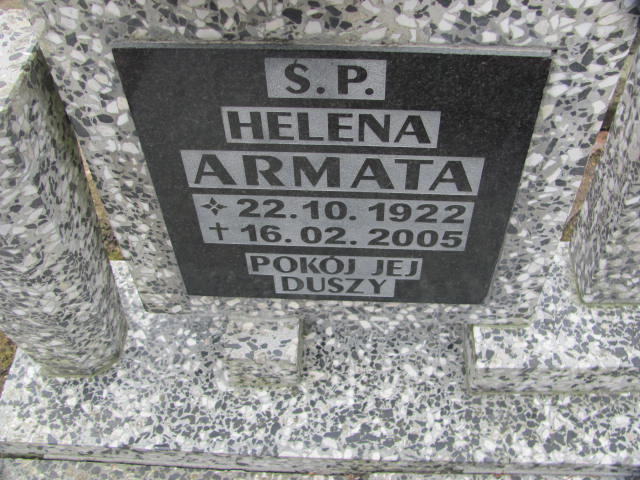 Ś.P.
HELENA
ARMATA
✧ 22.10.1922
† 16.02.2005
POKÓJ JEJ
DUSZY